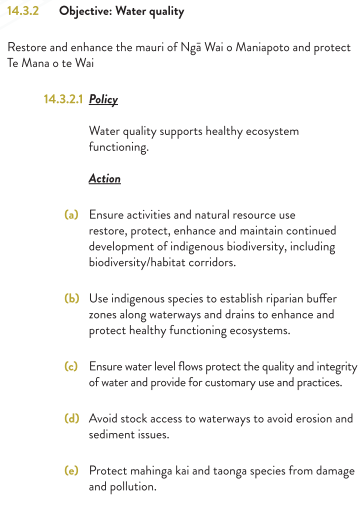 14.3.2 Objective: Water quality
Restore and enhance the mauri of Ngā Wai o Maniapoto and protect
Te Mana o te Wai
14.3.2.1 Policy
Water quality supports healthy ecosystem
functioning.
Action
(a) Ensure activities and natural resource use
restore, protect, enhance and maintain continued
development of indigenous biodiversity, including
biodiversity/habitat corridors.
(b) Use indigenous species to establish riparian buffer
zones along waterways and drains to enhance and
protect healthy functioning ecosystems.
(c) Ensure water level flows protect the quality and integrity
of water and provide for customary use and practices.
(d) Avoid stock access to waterways to avoid erosion and
sediment issues.
(e) Protect mahinga kai and taonga species from damage
and pollution.